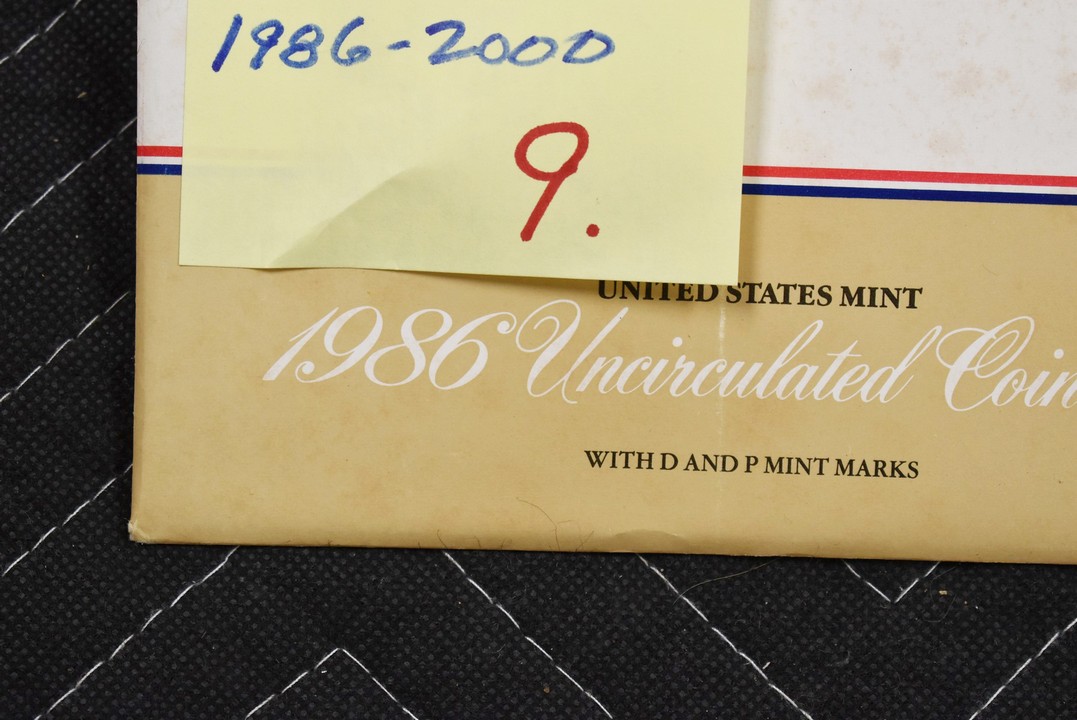 1986-2000
9.
UNITED STATES MINT
1986 Uncirculated Coin
WITH D AND P MINT MARKS